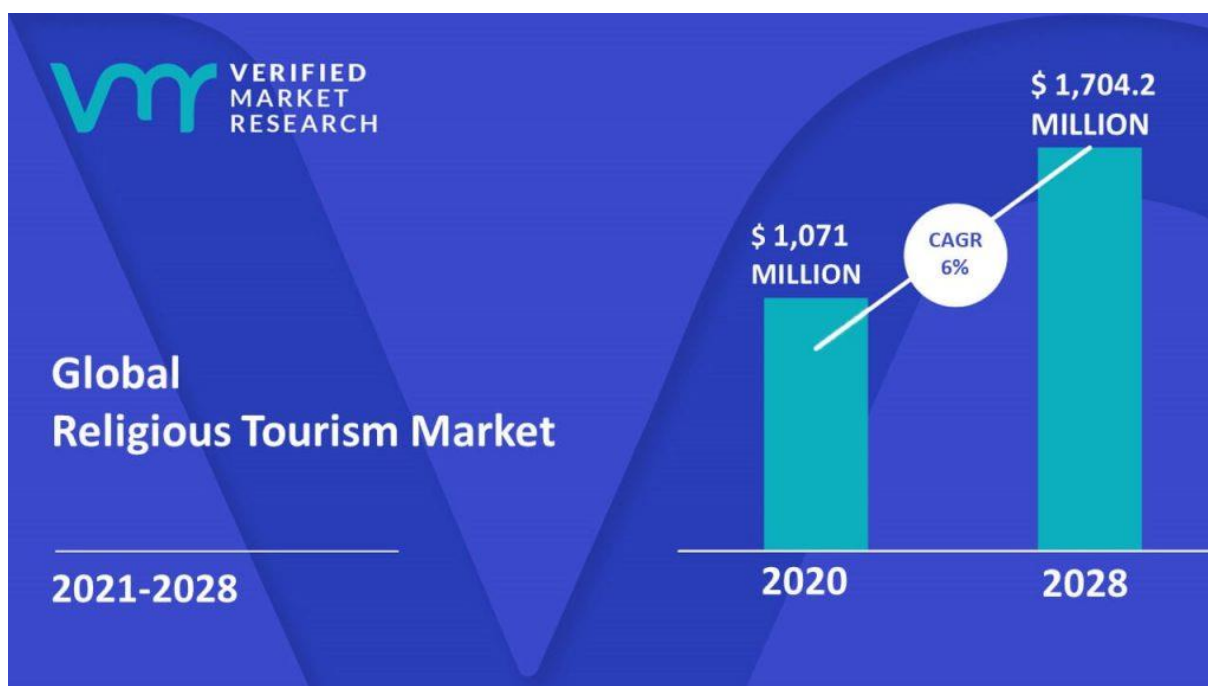 vmr
VERIFIED
MARKET
RESEARCH
Global
Religious Tourism Market
2021-2028
$ 1,071
MILLION
CAGR
6%
$ 1,704.2
MILLION
2020
2028